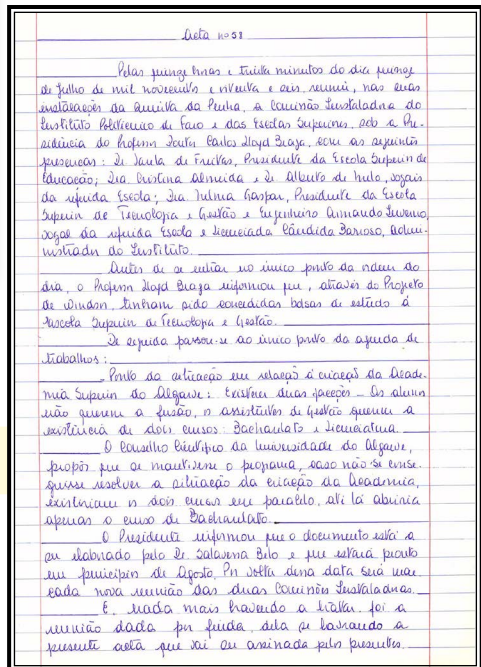 Acta nº 58
Pelas quinze horas e trinta minutos do dia quinze
de Julho de mil novecentos e oitenta e seis, reuniu, nas suas
instalações da Quinta da Penha, a Comissão Instaladora do
Instituto Politécnico de Faro e das Escolas Superiores, sob a Pre-
sidência do Professor Doutor Carlos Lloyd Braga, com as seguintes
presenças: Dr. Paula de Freitas, Presidente da Escola Superior de
Educação; Dra Cristina Almeida e Dr Alberto de Melo, vogais
da referida Escola; Dra Julma Gaspar, Presidente da Escola
Superior de Tecnologia e Gestão e Engenheiro Armando Inverno,
vogal da referida Escola e Licenciada Cândida Barroso, admi-
nistrador do Instituto.
Antes de se entrar no único ponto da ordem do
dia, o Professor Lloyd Braga informou que, através do Projecto
de Windsor, tinham sido concedidas bolsas de estudo à
Escola Superior de Tecnologia e Gestão.
De seguida passou-se ao único ponto da agenda de
trabalhos:
Ponto da situação em relação à criação da Acade-
mia Superior do Algarve: Existem duas facções - Os alunos
não querem a fusão, os assistentes de Gestão querem a
existência de dois cursos: Bacharelato e Licenciatura.
O Conselho Científico da Universidade do Algarve,
propôs que se mantivesse o programa, caso não se conse-
guisse resolver a situação da criação da Academia,
existiriam os dois cursos em paralelo, até lá abriria
apenas o curso de Bacharelato.
O Presidente informou que o documento está a
ser elaborado pelo Dr. Salavessa Belo e que estará pronto
em princípios de Agosto. Por volta dessa data será mar-
cada nova reunião das duas Comissões Instaladoras.
E, nada mais havendo a tratar, foi a
reunião dada por finda, dela se lavrando a
presente acta que vai ser assinada pelos presentes.